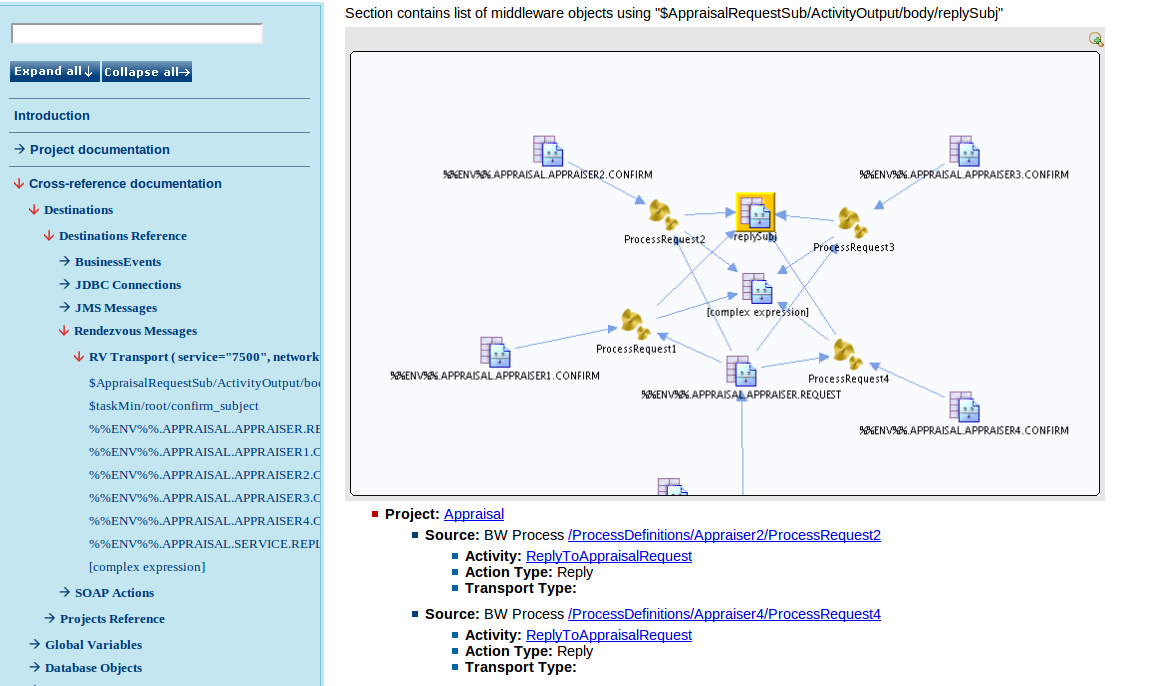 Expand all↓ Collapse all→
Introduction
→ Project documentation
↓ Cross-reference documentation
↓ Destinations
↓ Destinations Reference
→ BusinessEvents
→ JDBC Connections
→ JMS Messages
↓ Rendezvous Messages
↓ RV Transport ( service="7500", network
$AppraisalRequestSub/ActivityOutput/bo
$taskMin/root/confirm_subject
%%ENV%%.APPRAISAL.APPRAISER.RE
%%ENV%%.APPRAISAL.APPRAISER1.C
%%ENV%%.APPRAISAL.APPRAISER2.C
%%ENV%%.APPRAISAL.APPRAISER3.C
%%ENV%%.APPRAISAL.APPRAISER4.C
%%ENV%%.APPRAISAL.SERVICE.REPL
[complex expression]
→ SOAP Actions
→ Projects Reference
→ Global Variables
→ Database Objects
Section contains list of middleware objects using "$AppraisalRequestSub/ActivityOutput/body/replySubj"
%%ENV%%.APPRAISAL.APPRAISER2.CONFIRM
%%ENV%%.APPRAISAL.APPRAISER3.CONFIRM
ProcessRequest2
replySubj
ProcessRequest3
[complex expression]
ProcessRequest1
%%ENV%%.APPRAISAL.APPRAISER1.CONFIRM
ProcessRequest4
%%ENV%%.APPRAISAL.APPRAISER.REQUEST
%%ENV%%.APPRAISAL.APPRAISER4.CONFIRM
Project: Appraisal
Source: BW Process /ProcessDefinitions/Appraiser2/ProcessRequest2
Activity: ReplyToAppraisalRequest
Action Type: Reply
Transport Type:
Source: BW Process /ProcessDefinitions/Appraiser4/ProcessRequest4
Activity: ReplyToAppraisalRequest
Action Type: Reply
Transport Type: